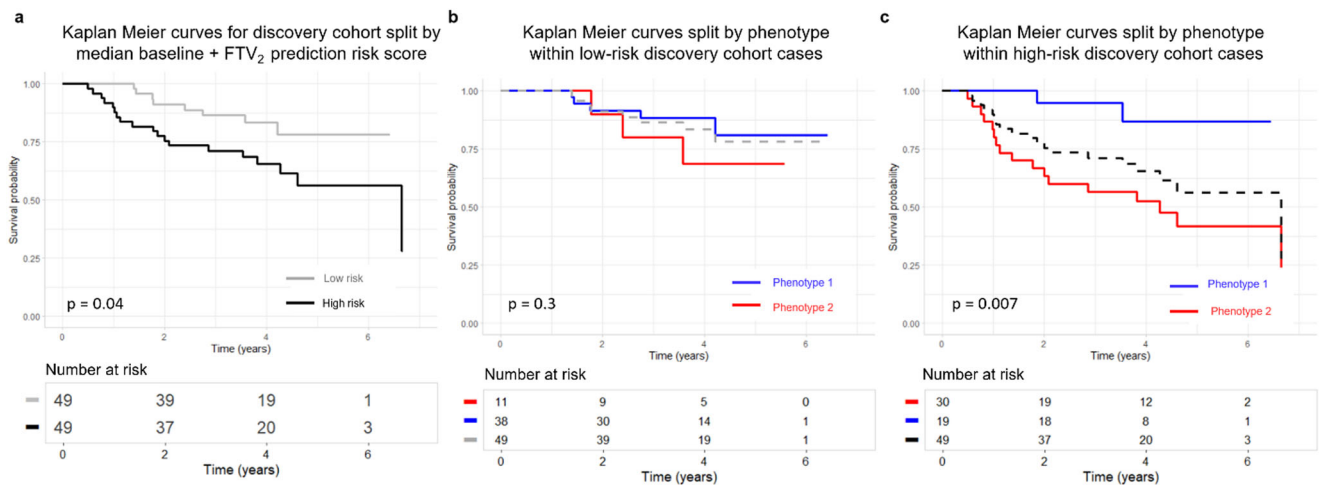 a
Kaplan Meier curves for discovery cohort split by
median baseline + FTV₂ prediction risk score
1.00
0.75
0.50
0.25
0.00
Survival probability
Low risk
High risk
p = 0.04
0 2 4 6
Time (years)
Number at risk
49 39 19 1
49 37 20 3
0 2 4 6
Time (years)
b
Kaplan Meier curves split by phenotype
within low-risk discovery cohort cases
1.00
0.75
0.50
0.25
0.00
Survival probability
Phenotype 1
Phenotype 2
p = 0.3
0 2 4 6
Time (years)
Number at risk
11 9 5 0
38 30 14 1
49 39 19 1
0 2 4 6
Time (years)
c
Kaplan Meier curves split by phenotype
within high-risk discovery cohort cases
1.00
0.75
0.50
0.25
0.00
Survival probability
Phenotype 1
Phenotype 2
p = 0.007
0 2 4 6
Time (years)
Number at risk
30 19 12 2
19 18 8 1
49 37 20 3
0 2 4 6
Time (years)